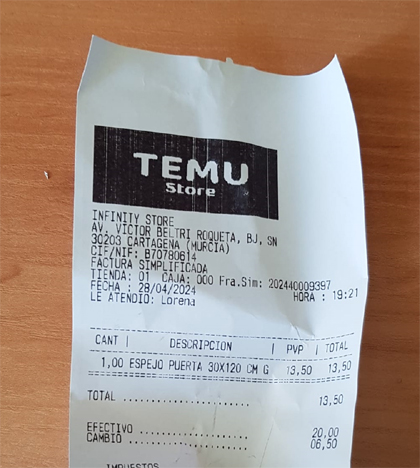 TEMU
Store
INFINITY STORE
AV. VICTOR BELTRI ROQUETA, BJ, SN
30203 CARTAGENA (MURCIA)
CIF/NIF: B70780614
FACTURA SIMPLIFICADA
TIENDA: 01 CAJA: 000 Fra.Sim: 202440009397
FECHA : 28/04/2024 HORA : 19:21
LE ATENDIO: Lorena
CANT | DESCRIPCION | PVP | TOTAL
1,00 ESPEJO PUERTA 30X120 CM G 13,50 13,50
TOTAL .................... 13,50
EFECTIVO .................. 20,00
CAMBIO .................... 06,50
IMPUESTOS